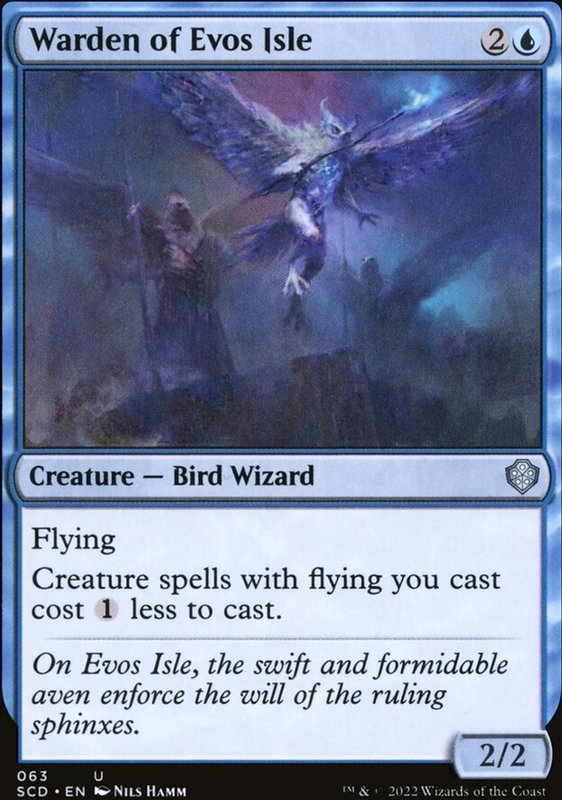 Warden of Evos Isle 2
Creature — Bird Wizard
Flying
Creature spells with flying you cast
cost 1 less to cast.
On Evos Isle, the swift and formidable
aven enforce the will of the ruling
sphinxes.
2/2
063 U
SCD • EN Nils Hamm ™ & © 2022 Wizards of the Coast